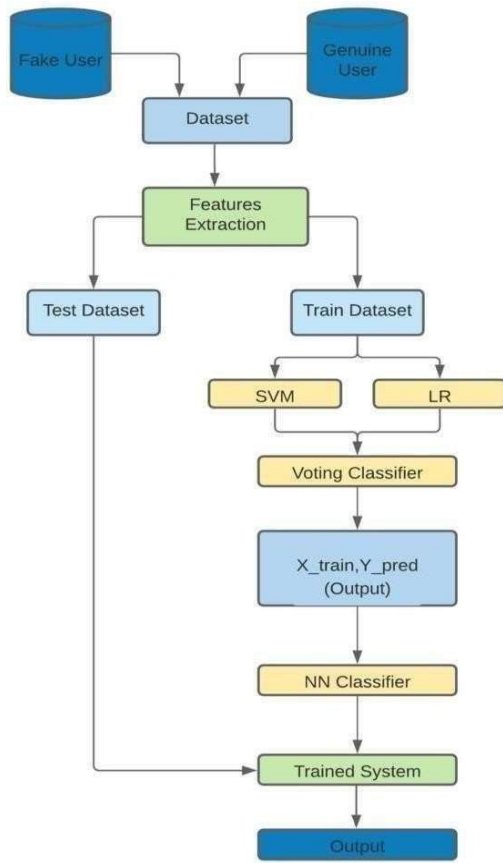 Fake User
Genuine
User
Dataset
Features
Extraction
Test Dataset
Train Dataset
SVM
LR
Voting Classifier
X_train,Y_pred
(Output)
NN Classifier
Trained System
Output